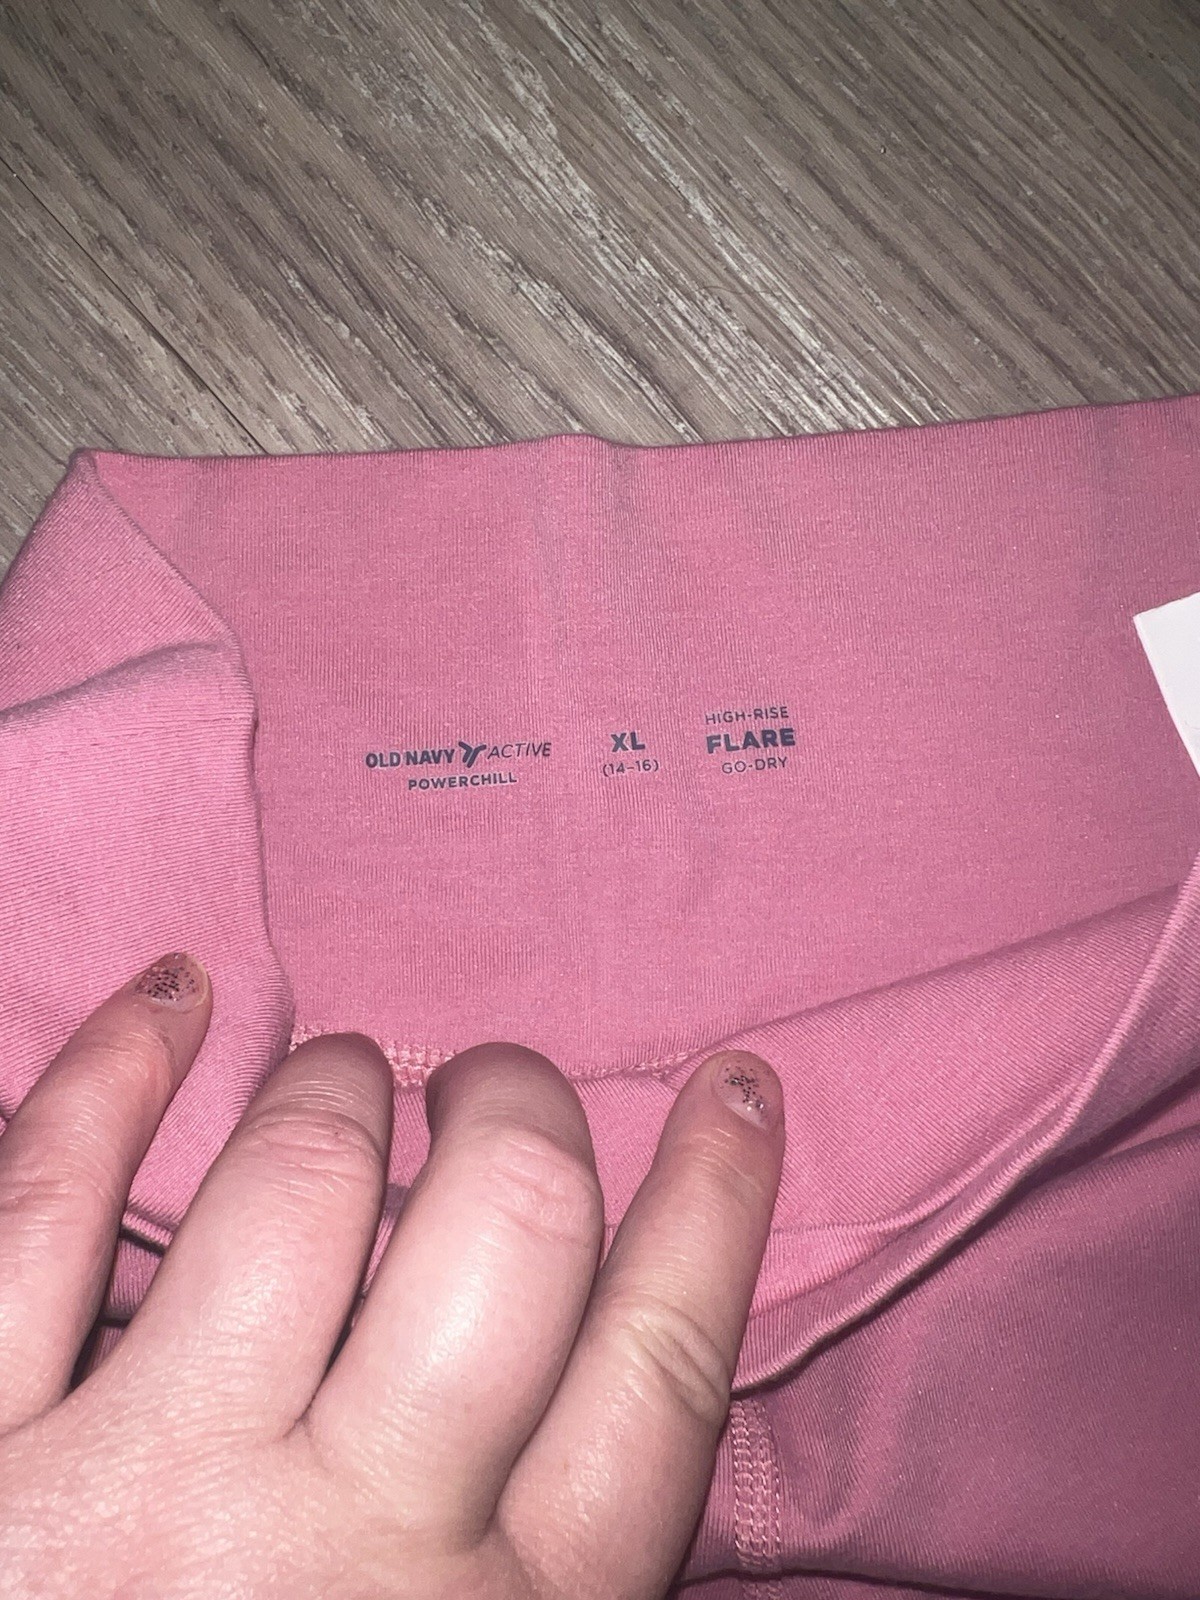 OLD NAVY ACTIVE
POWERCHILL
XL
(14-16)
HIGH-RISE
FLARE
GO-DRY